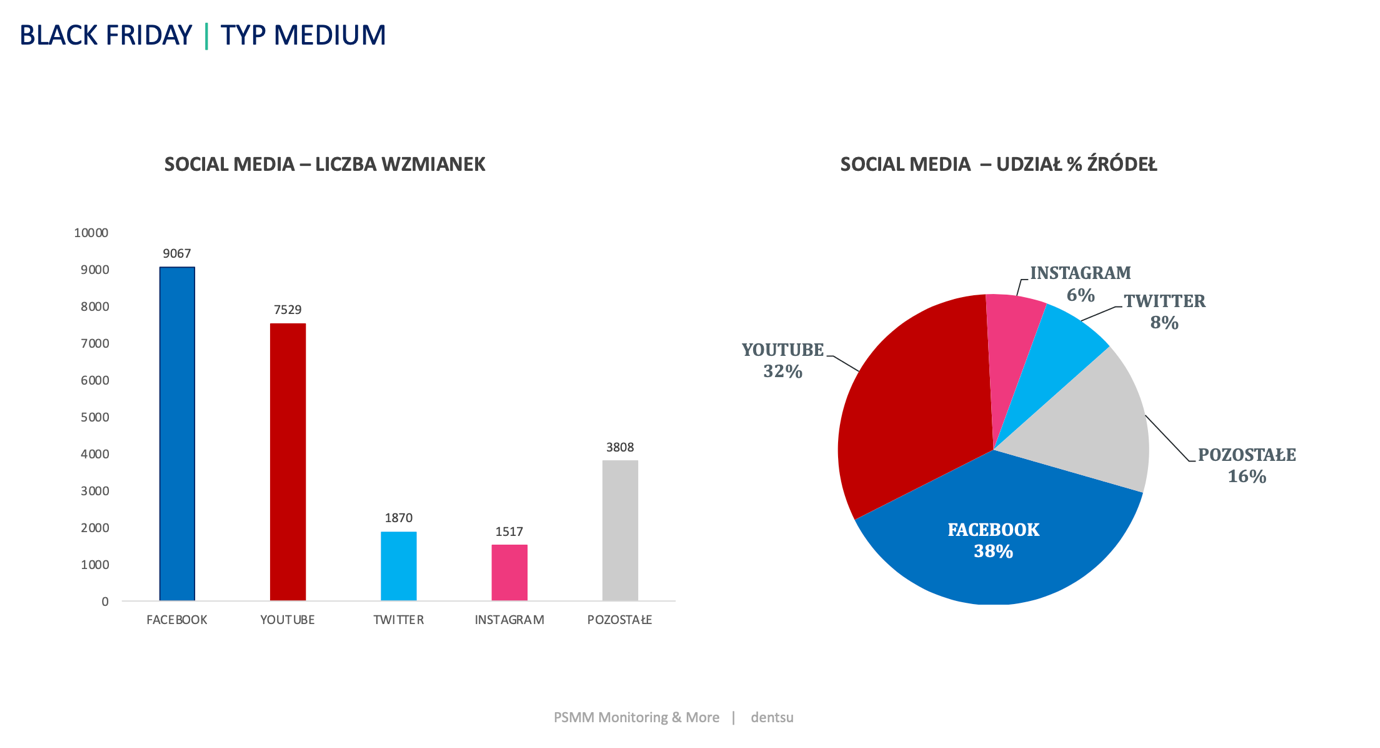 BLACK FRIDAY | TYP MEDIUM
SOCIAL MEDIA – LICZBA WZMIANEK
10000
9000
8000
7000
6000
5000
4000
3000
2000
1000
0
9067
7529
1870
1517
3808
FACEBOOK
YOUTUBE
TWITTER
INSTAGRAM
POZOSTAŁE
SOCIAL MEDIA – UDZIAŁ % ŹRÓDEŁ
INSTAGRAM
6%
TWITTER
8%
YOUTUBE
32%
POZOSTAŁE
16%
FACEBOOK
38%
PSMM Monitoring & More | dentsu